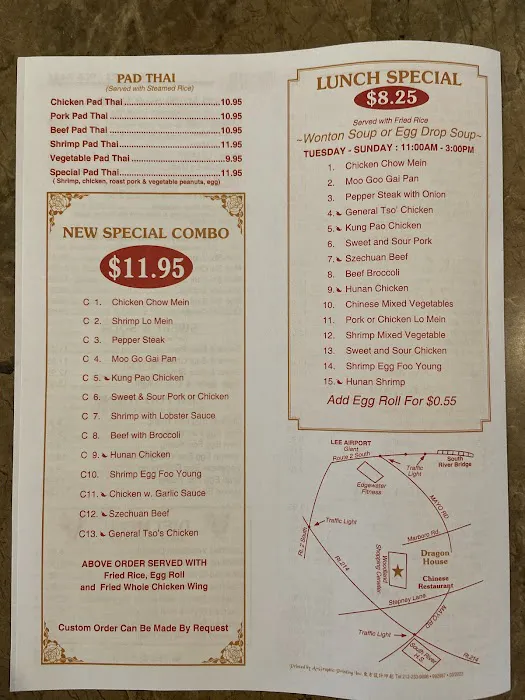 PAD THAI
(Served with Steamed Rice)
Chicken Pad Thai ...........................10.95
Pork Pad Thai ................................10.95
Beef Pad Thai ................................10.95
Shrimp Pad Thai ............................11.95
Vegetable Pad Thai .........................9.95
Special Pad Thai............................11.95
( Shrimp, chicken, roast pork & vegetable peanuts, egg)
NEW SPECIAL COMBO
$11.95
C 1. Chicken Chow Mein
C 2. Shrimp Lo Mein
C 3. Pepper Steak
C 4. Moo Go Gai Pan
C 5. Kung Pao Chicken
C 6. Sweet & Sour Pork or Chicken
C 7. Shrimp with Lobster Sauce
C 8. Beef with Broccoli
C 9. Hunan Chicken
C10. Shrimp Egg Foo Young
C11. Chicken w. Garlic Sauce
C12. Szechuan Beef
C13. General Tso's Chicken
ABOVE ORDER SERVED WITH
Fried Rice, Egg Roll
and Fried Whole Chicken Wing
Custom Order Can Be Made By Request
LUNCH SPECIAL
$8.25
Served with Fried Rice
~Wonton Soup or Egg Drop Soup~
TUESDAY - SUNDAY : 11:00AM - 3:00PM
1. Chicken Chow Mein
2. Moo Goo Gai Pan
3. Pepper Steak with Onion
4. General Tso' Chicken
5. Kung Pao Chicken
6. Sweet and Sour Pork
7. Szechuan Beef
8. Beef Broccoli
9. Hunan Chicken
10. Chinese Mixed Vegetables
11. Pork or Chicken Lo Mein
12. Shrimp Mixed Vegetable
13. Sweet and Sour Chicken
14. Shrimp Egg Foo Young
15. Hunan Shrimp
Add Egg Roll For $0.55
LEE AIRPORT
Giant
Route 2 South
South
River Bridge
Traffic
Light
Edgewater
Fitness
MAYO RD.
Traffic Light
Rt. 2 South
Marboro Rd.
Rt.214
Woodland
Shopping Center
Dragon
House
Chinese
Restaurant
Stepney Lane
MAYO RD.
Traffic Light
South River
H.S.
Rt.214
Printed by
Printing Inc.